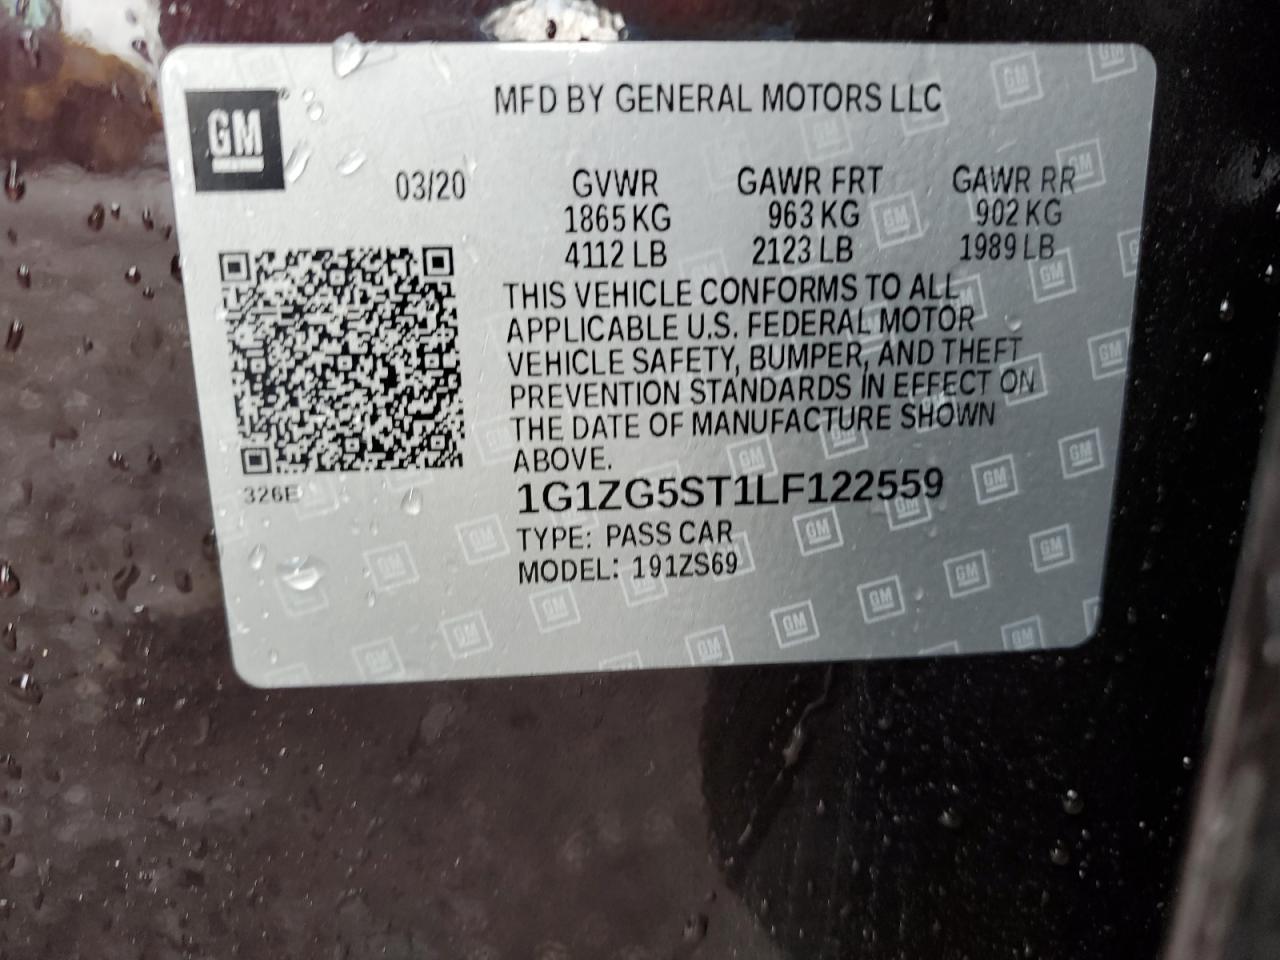 GM
MFD BY GENERAL MOTORS LLC
03/20 GVWR GAWR FRT GAWR RR
1865 KG 963 KG 902 KG
4112 LB 2123 LB 1989 LB
THIS VEHICLE CONFORMS TO ALL
APPLICABLE U.S. FEDERAL MOTOR
VEHICLE SAFETY, BUMPER, AND THEFT
PREVENTION STANDARDS IN EFFECT ON
THE DATE OF MANUFACTURE SHOWN
ABOVE.
326E
1G1ZG5ST1LF122559
TYPE: PASS CAR
MODEL: 191ZS69